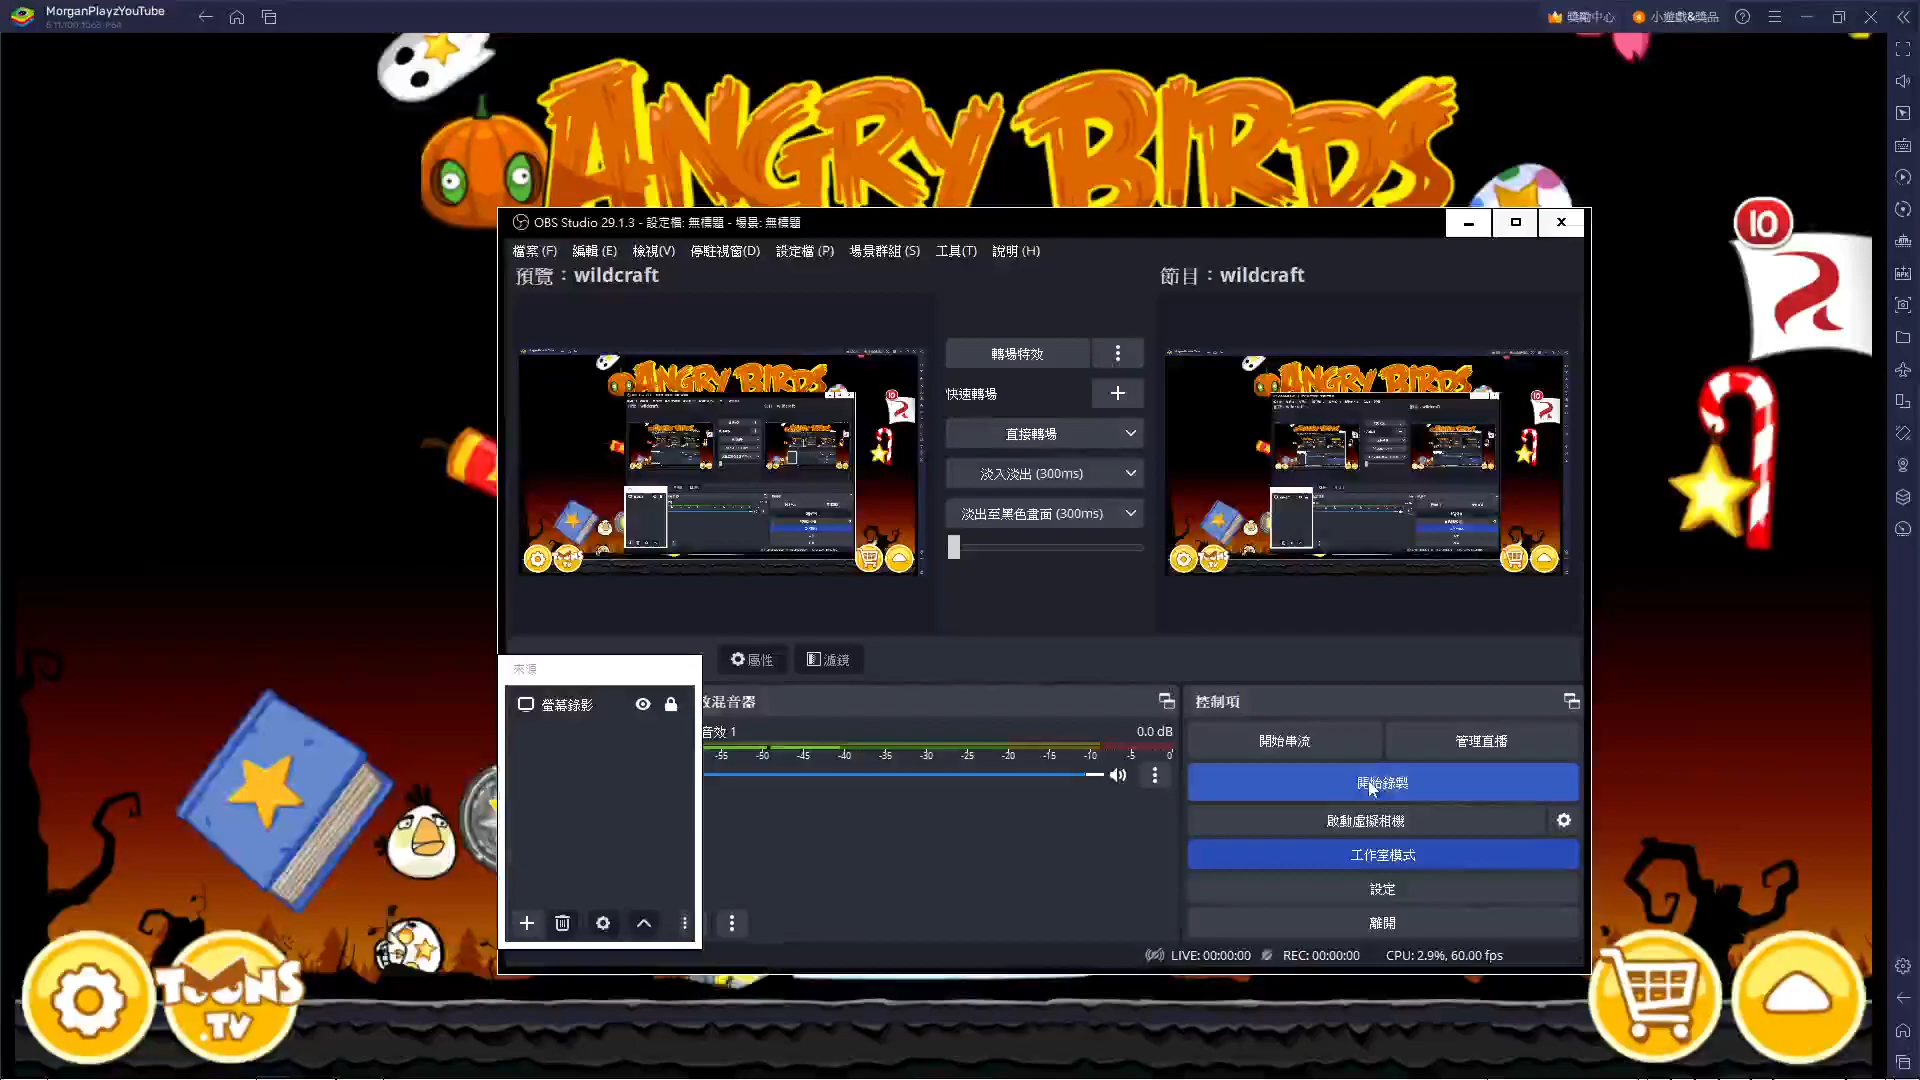 MorganPlayzYouTube
獎勵中心
小遊戲&獎品
ANGRY BIRDS
10
OBS Studio 29.1.3 - 設定檔: 無標題 - 場景: 無標題
檔案 (F) 編輯 (E) 檢視(V) 停駐視窗(D) 設定檔 (P) 場景群組 (S) 工具(T) 說明 (H)
預覽：wildcraft
節目：wildcraft
轉場特效
快速轉場
直接轉場
淡入淡出 (300ms)
淡出至黑色畫面 (300ms)
屬性
濾鏡
來源
螢幕錄影
混音器
音效 1
0.0 dB
-55 -50 -45 -40 -35 -30 -25 -20 -15 -10 -5 0
控制項
開始串流
管理直播
開始錄製
啟動虛擬相機
工作室模式
設定
離開
LIVE: 00:00:00 REC: 00:00:00 CPU: 2.9%, 60.00 fps
TOONS
.TV